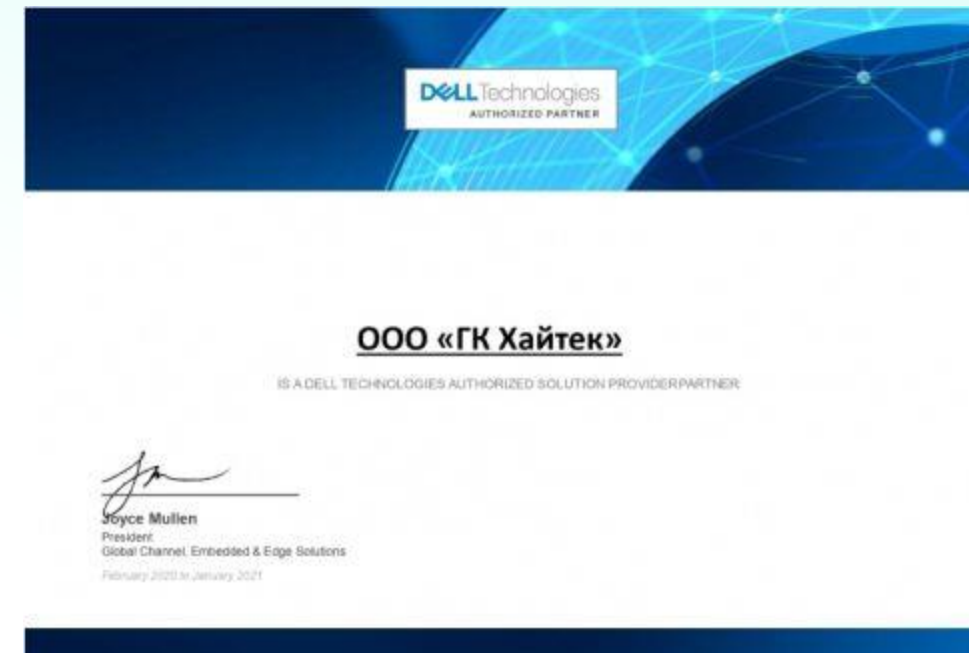 DELL Technologies
AUTHORIZED PARTNER
ООО «ГК Хайтек»
IS A DELL TECHNOLOGIES AUTHORIZED SOLUTION PROVIDERPARTNER
Joyce Mullen
President
Global Channel, Embedded & Edge Solutions
February 2020 to January 2021